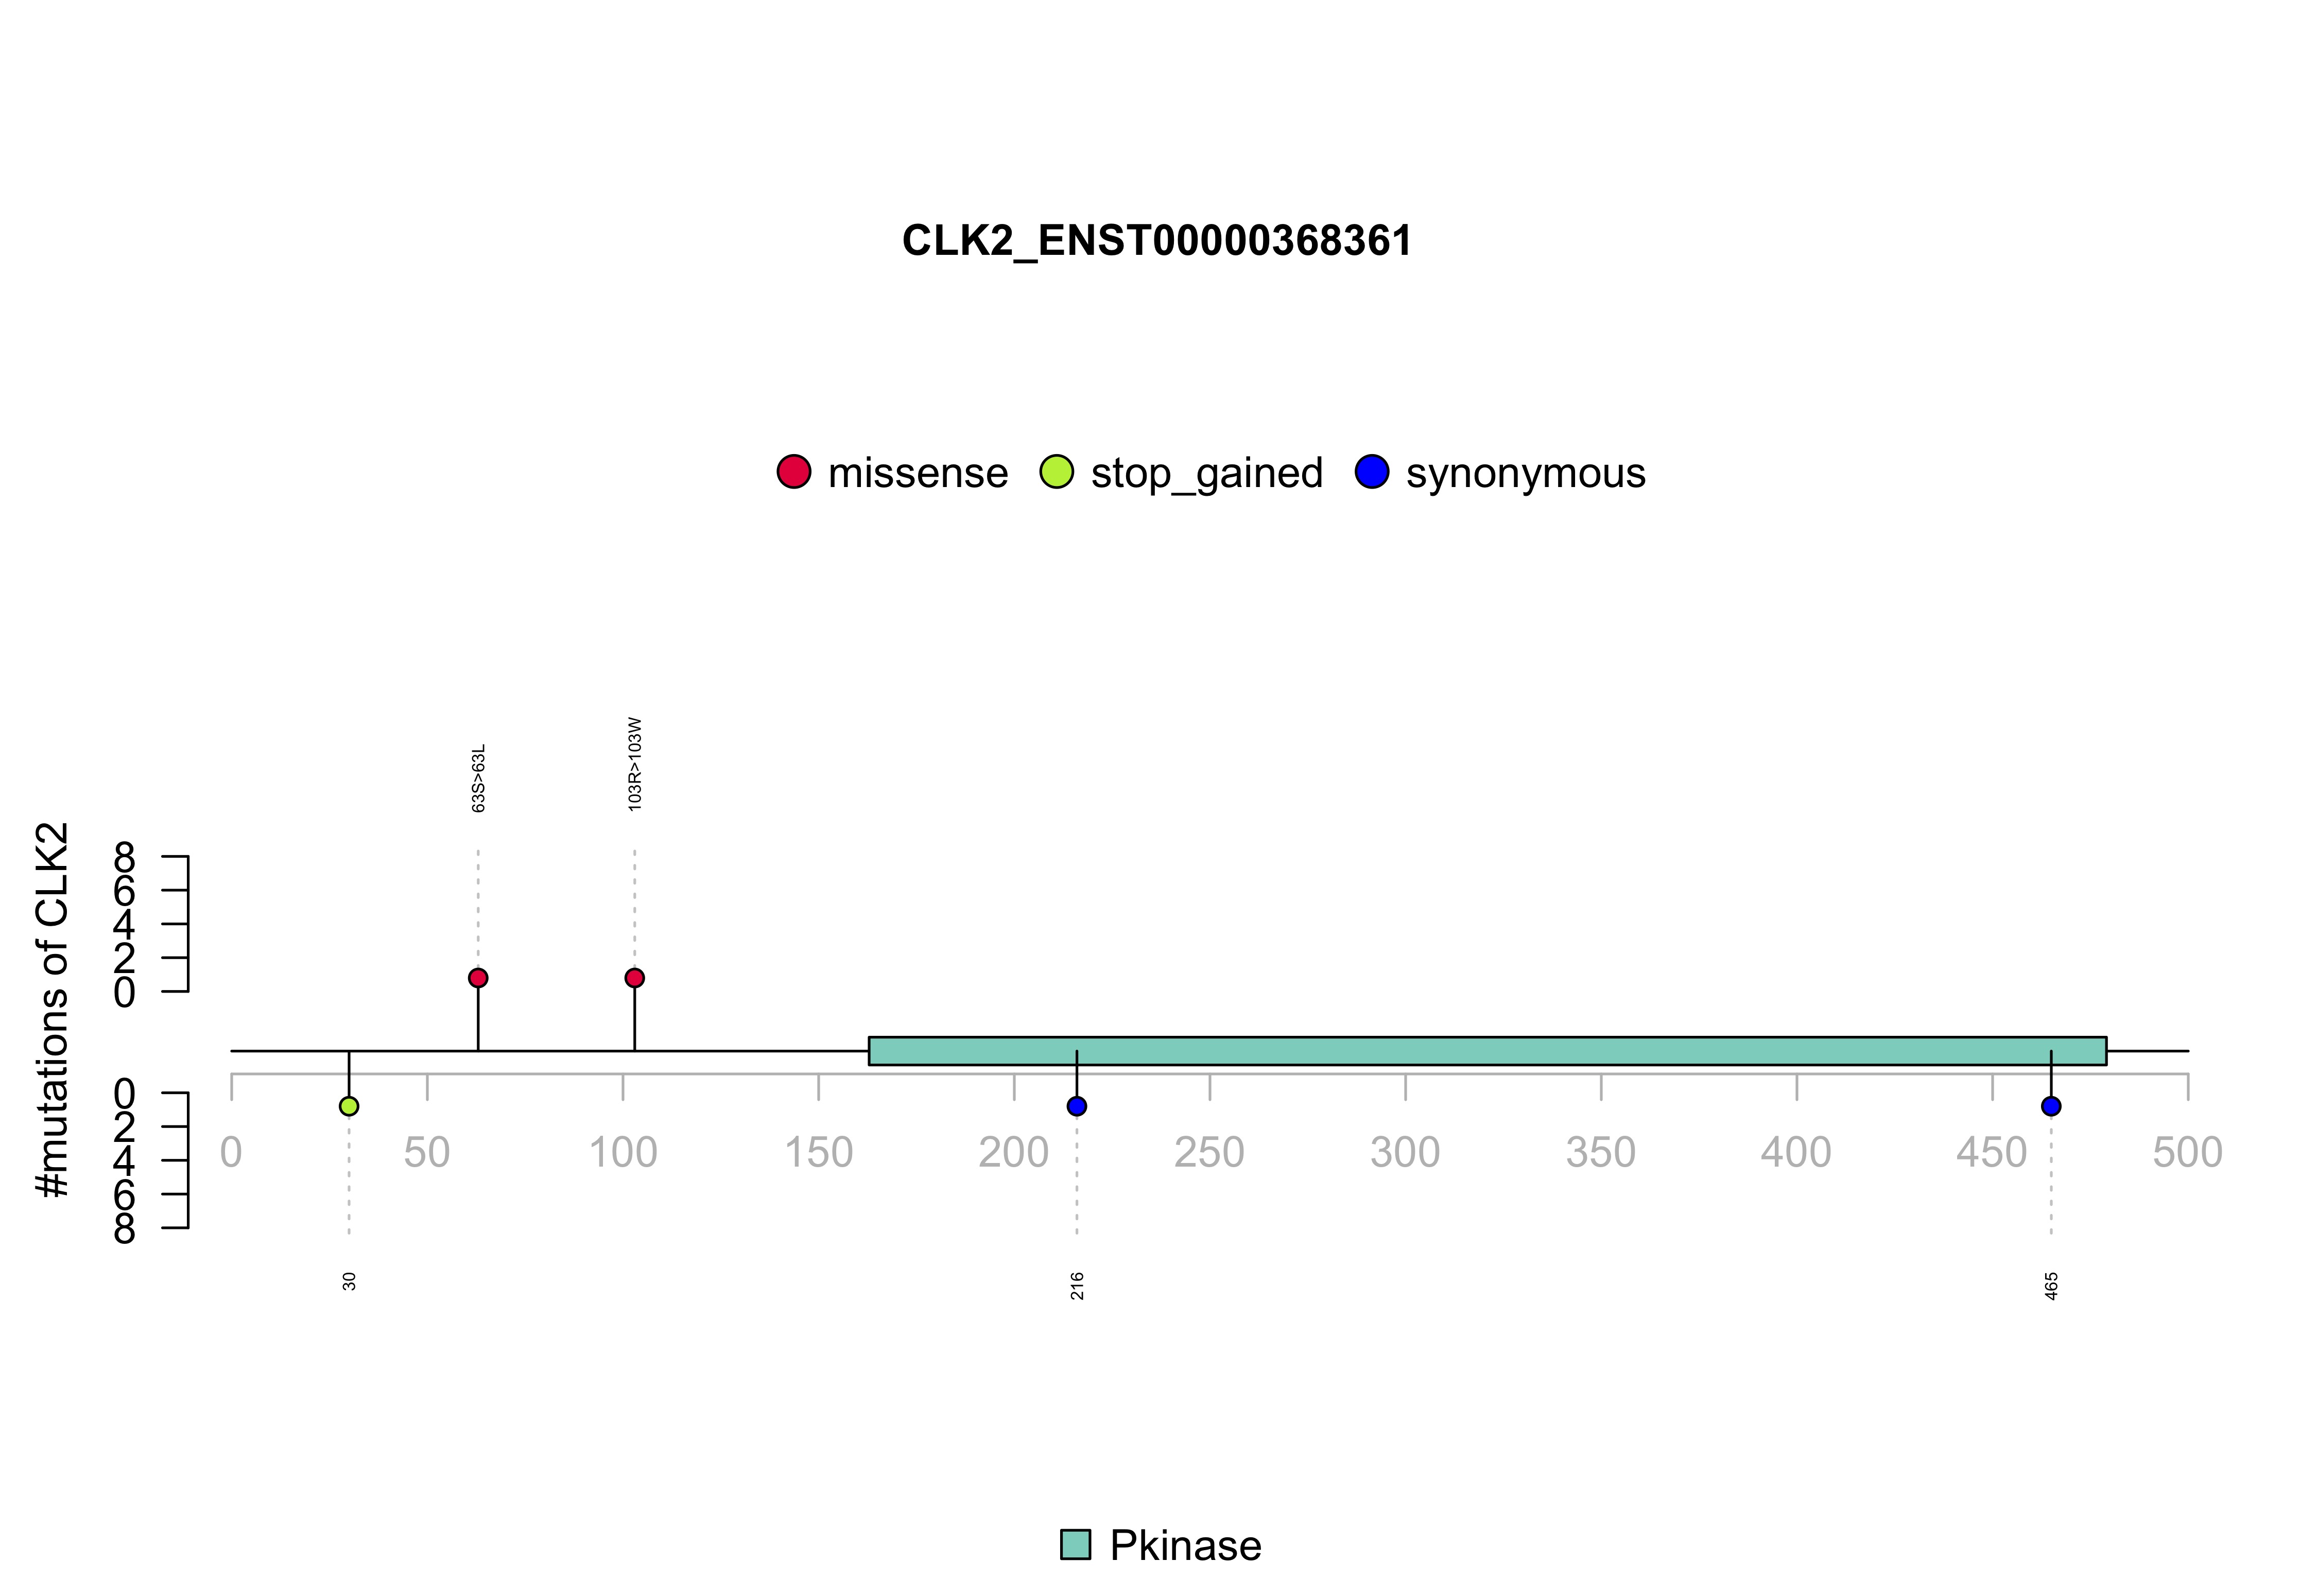 CLK2_ENST00000368361
missense stop_gained synonymous
63S>63L
103R>103W
#mutations of CLK2
8
6
4
2
0
0
2
4
6
8
0 50 100 150 200 250 300 350 400 450 500
30
216
465
Pkinase